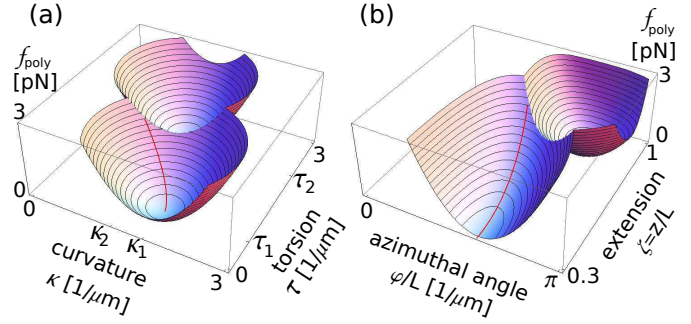 (a)
f_poly
[pN]
3
0
0
κ₂
κ₁
3
curvature
κ [1/μm]
0
τ₁
τ₂
3
torsion
τ [1/μm]
(b)
f_poly
[pN]
3
0
0
π
azimuthal angle
φ/L [1/μm]
0.3
1
extension
ζ=z/L